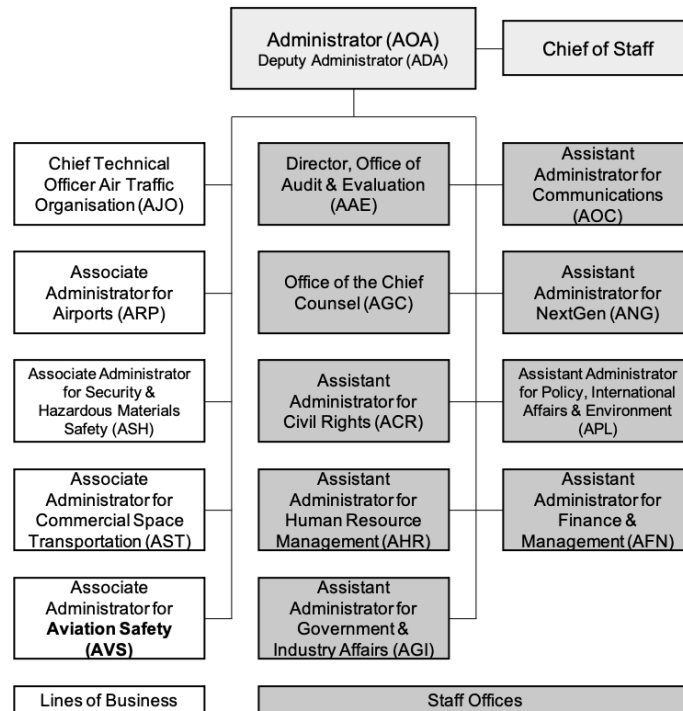 Administrator (AOA)
Deputy Administrator (ADA)
Chief of Staff
Chief Technical
Officer Air Traffic
Organisation (AJO)
Director, Office of
Audit & Evaluation
(AAE)
Assistant
Administrator for
Communications
(AOC)
Associate
Administrator for
Airports (ARP)
Office of the Chief
Counsel (AGC)
Assistant
Administrator for
NextGen (ANG)
Associate Administrator
for Security &
Hazardous Materials
Safety (ASH)
Assistant
Administrator for
Civil Rights (ACR)
Assistant Administrator
for Policy, International
Affairs & Environment
(APL)
Associate
Administrator for
Commercial Space
Transportation (AST)
Assistant
Administrator for
Human Resource
Management (AHR)
Assistant
Administrator for
Finance &
Management (AFN)
Associate
Administrator for
Aviation Safety
(AVS)
Assistant
Administrator for
Government &
Industry Affairs (AGI)
Lines of Business
Staff Offices